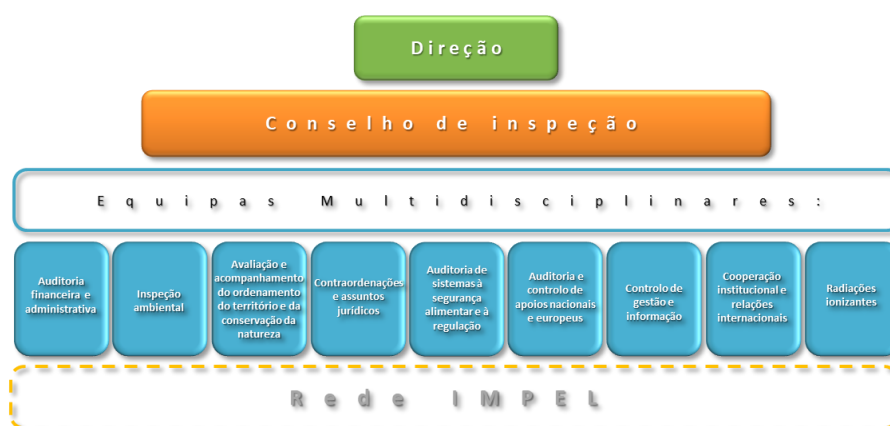 Direção
Conselho de inspeção
Equipas Multidisciplinares:
Auditoria
financeira e
administrativa
Inspeção
ambiental
Avaliação e
acompanhamento
do ordenamento
do território e da
conservação da
natureza
Contraordenações
e assuntos
jurídicos
Auditoria de
sistemas à
segurança
alimentar e à
regulação
Auditoria e
controlo de
apoios nacionais
e europeus
Controlo de
gestão e
informação
Cooperação
institucional e
relações
internacionais
Radiações
ionizantes
Rede IMPEL